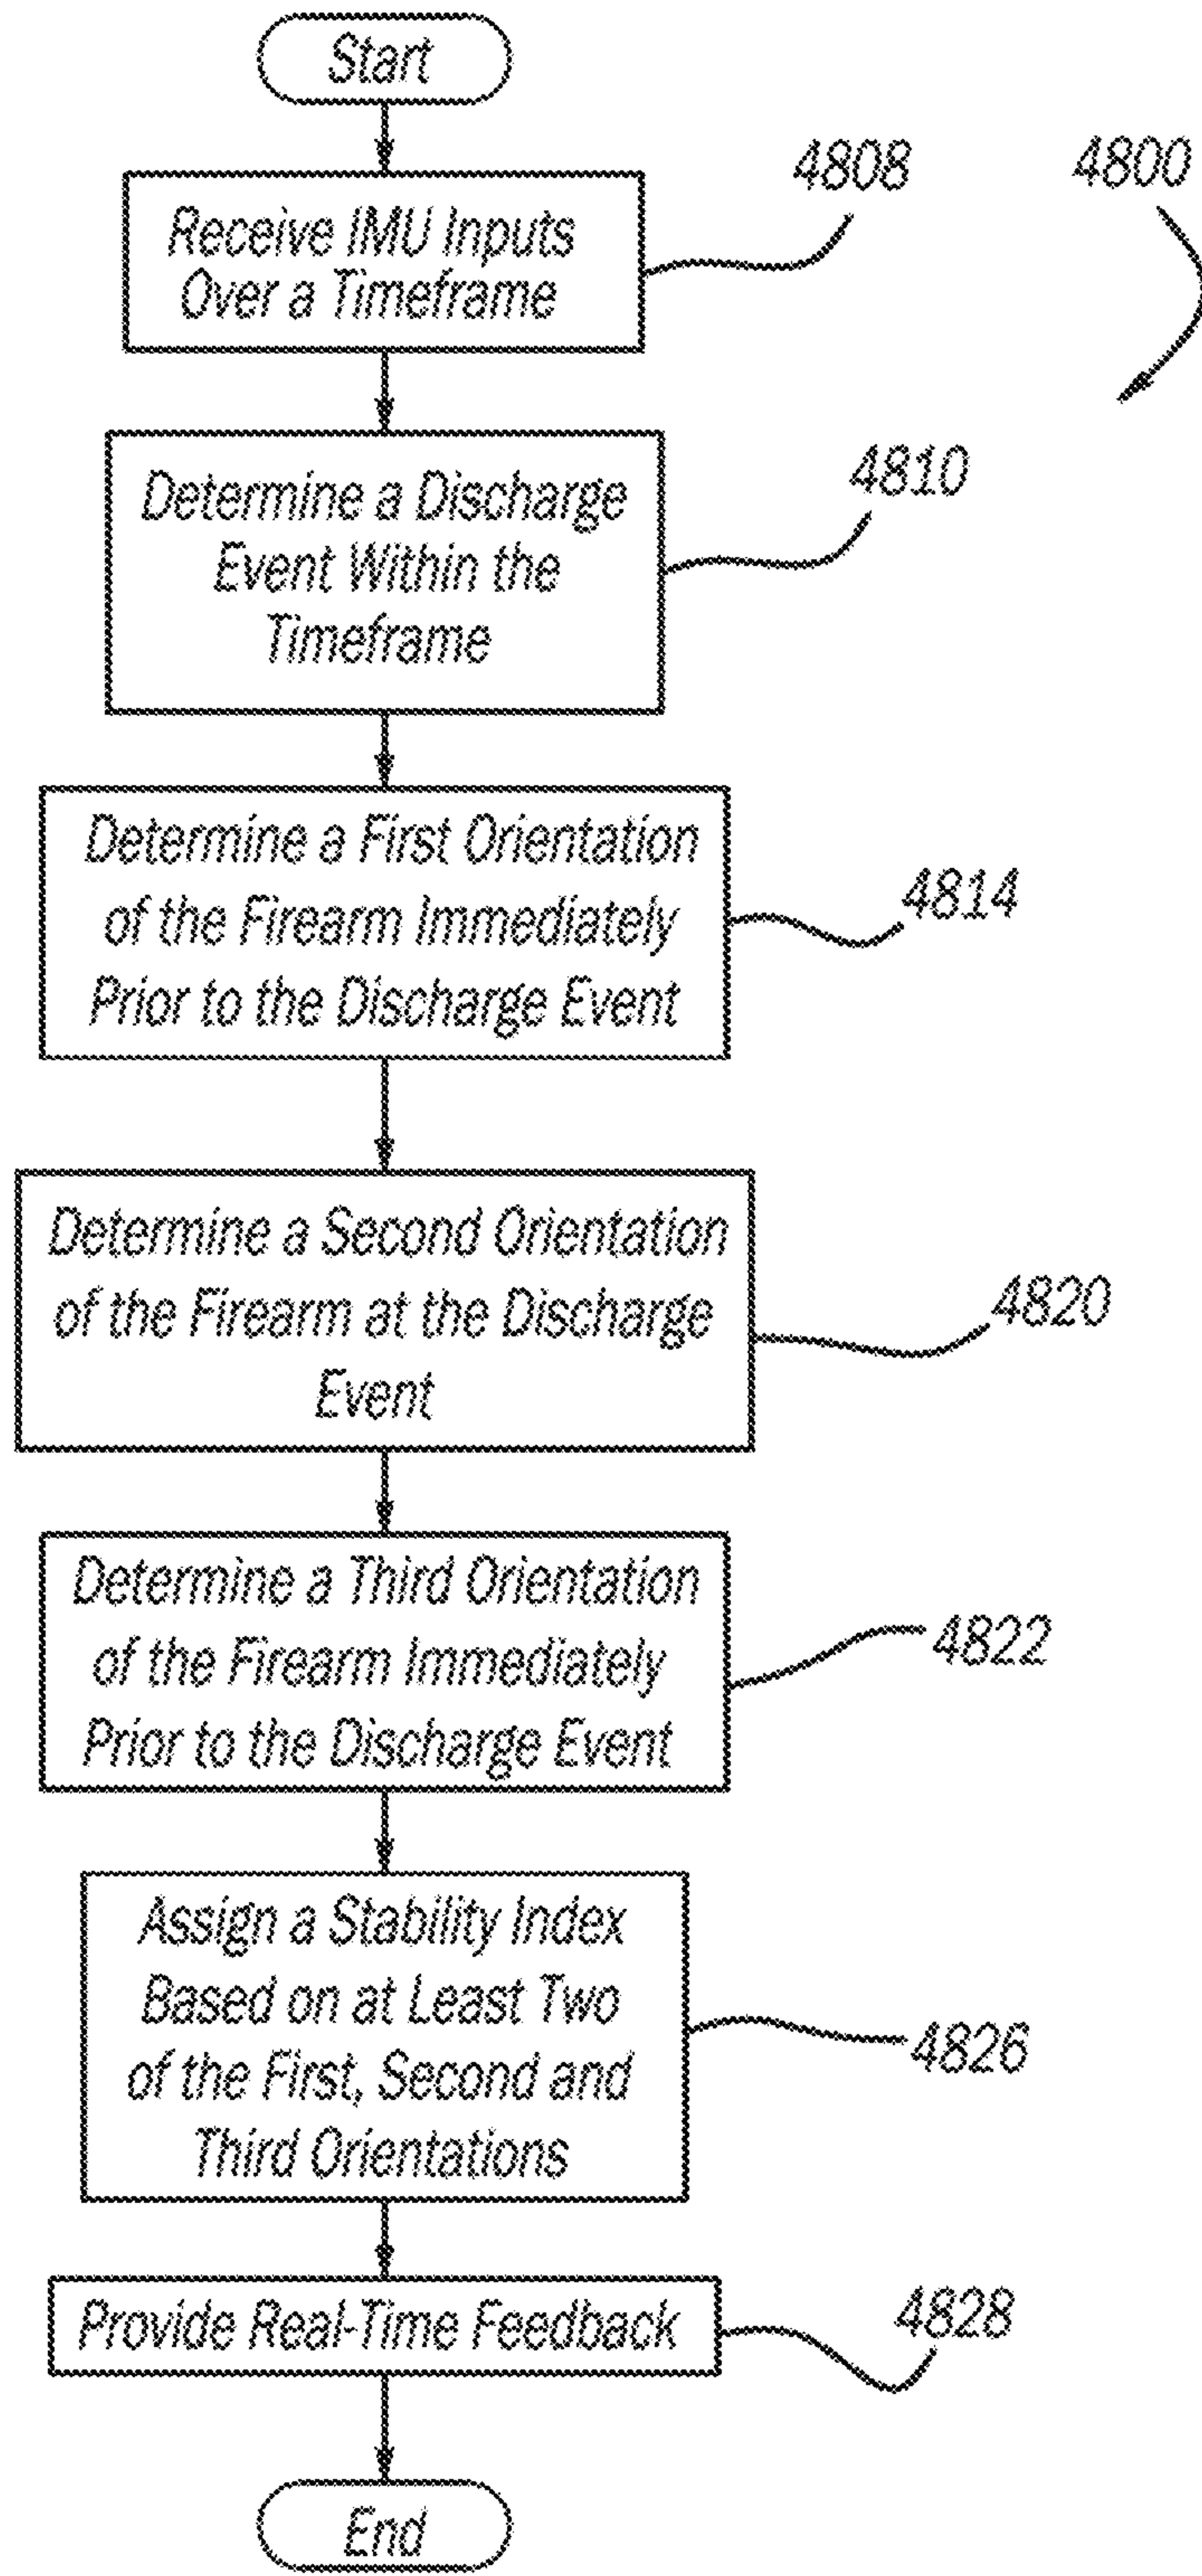 Start
4808
4800
Receive IMU Inputs
Over a Timeframe
4810
Determine a Discharge
Event Within the
Timeframe
Determine a First Orientation
4814
of the Firearm Immediately
Prior to the Discharge Event
Determine a Second Orientation
4820
of the Firearm at the Discharge
Event
Determine a Third Orientation
4822
of the Firearm Immediately
Prior to the Discharge Event
Assign a Stability Index
Based on at Least Two
4826
of the First, Second and
Third Orientations
Provide Real-Time Feedback
4828
End